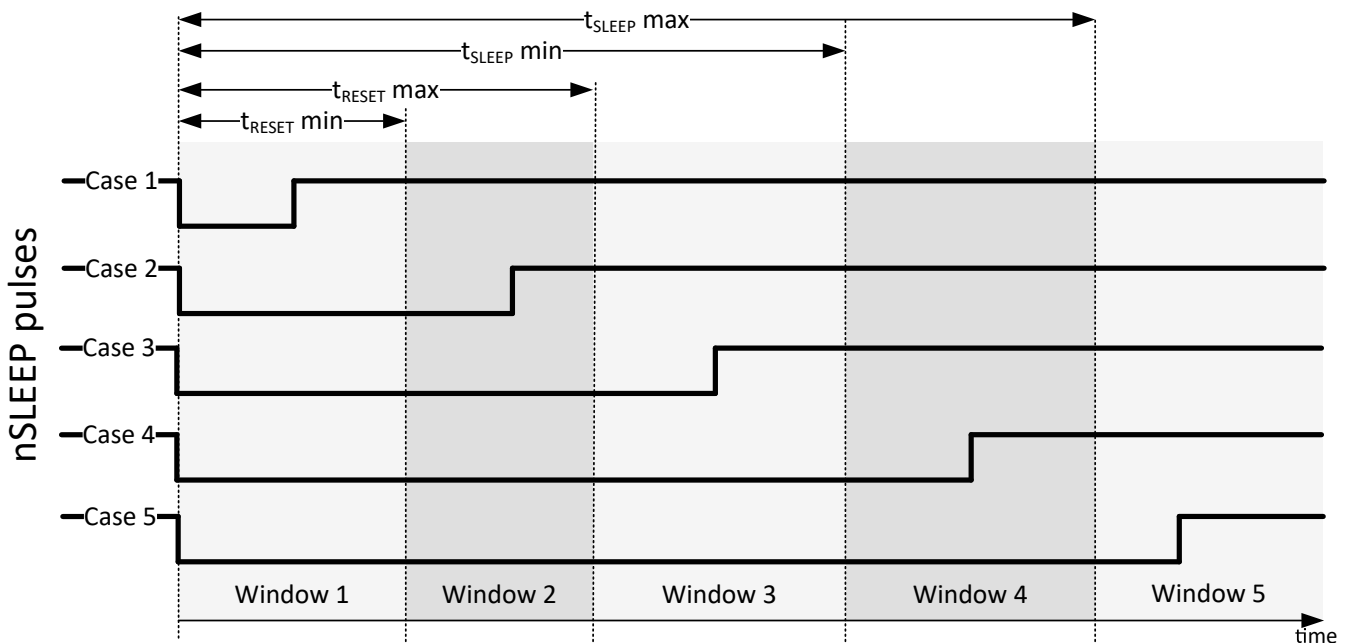 tSLEEP max
tSLEEP min
tRESET max
tRESET min
nSLEEP pulses
Case 1
Case 2
Case 3
Case 4
Case 5
Window 1
Window 2
Window 3
Window 4
Window 5
time